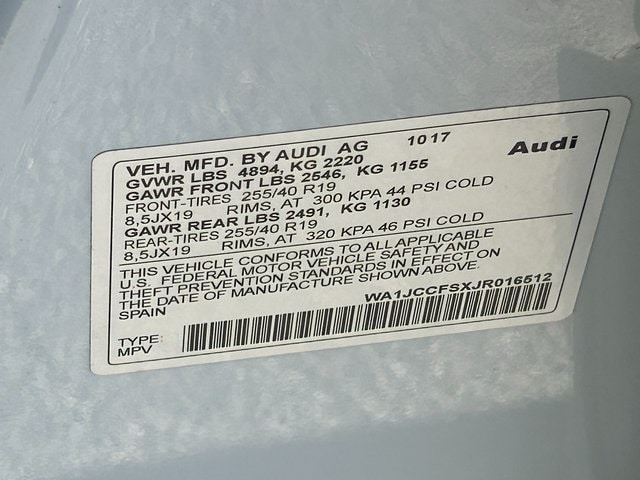 VEH. MFD. BY AUDI AG 1017 Audi
GVWR LBS 4894, KG 2220
GAWR FRONT LBS 2546, KG 1155
FRONT-TIRES 255/40 R19
8,5JX19 RIMS, AT 300 KPA 44 PSI COLD
GAWR REAR LBS 2491, KG 1130
REAR-TIRES 255/40 R19
8,5JX19 RIMS, AT 320 KPA 46 PSI COLD
THIS VEHICLE CONFORMS TO ALL APPLICABLE
U.S. FEDERAL MOTOR VEHICLE SAFETY AND
THEFT PREVENTION STANDARDS IN EFFECT ON
THE DATE OF MANUFACTURE SHOWN ABOVE
SPAIN WA1JCCFSXJR016512
TYPE:
MPV